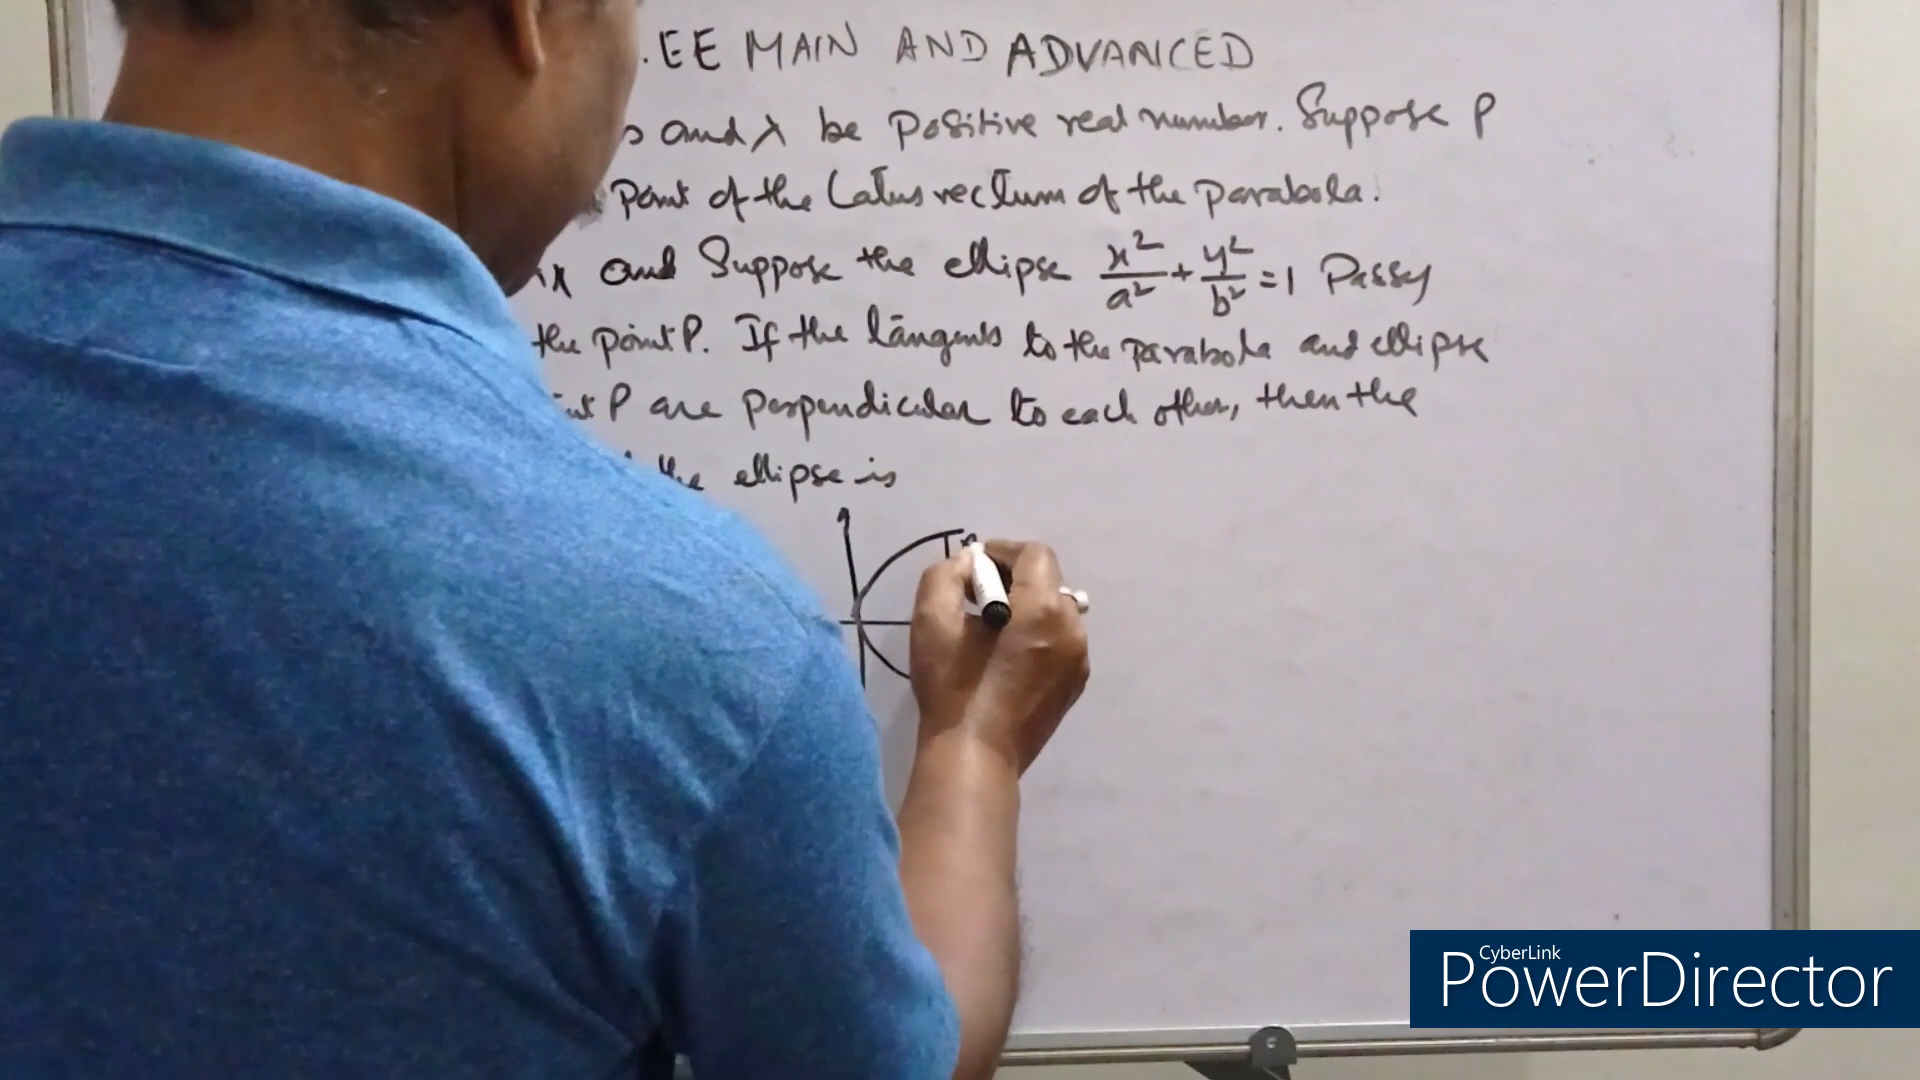 EE MAIN AND ADVANCED
and λ be positive real number. Suppose P
point of the Latus rectum of the parabola.
x and Suppose the ellipse x²/a² + y²/b² = 1 Passy
the point P. If the tangents to the parabola and ellipse
P are perpendicular to each other, then the
the ellipse is
CyberLink
PowerDirector